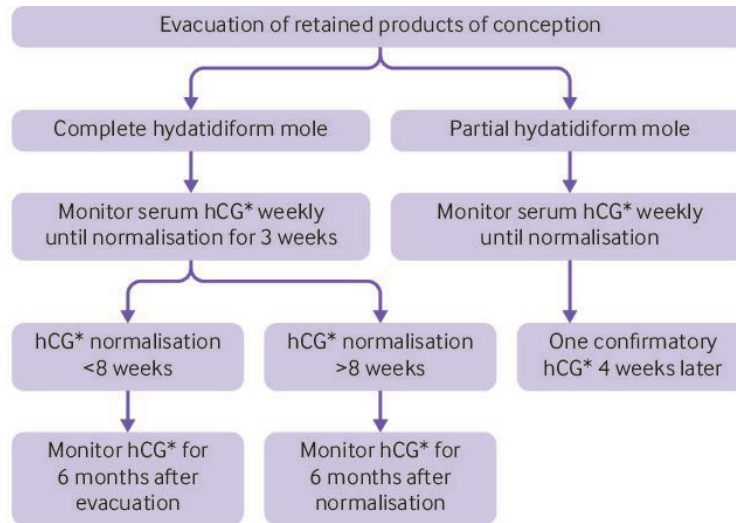 Evacuation of retained products of conception
Complete hydatidiform mole
Partial hydatidiform mole
Monitor serum hCG* weekly
until normalisation for 3 weeks
Monitor serum hCG* weekly
until normalisation
hCG* normalisation
<8 weeks
hCG* normalisation
>8 weeks
One confirmatory
hCG* 4 weeks later
Monitor hCG* for
6 months after
evacuation
Monitor hCG* for
6 months after
normalisation